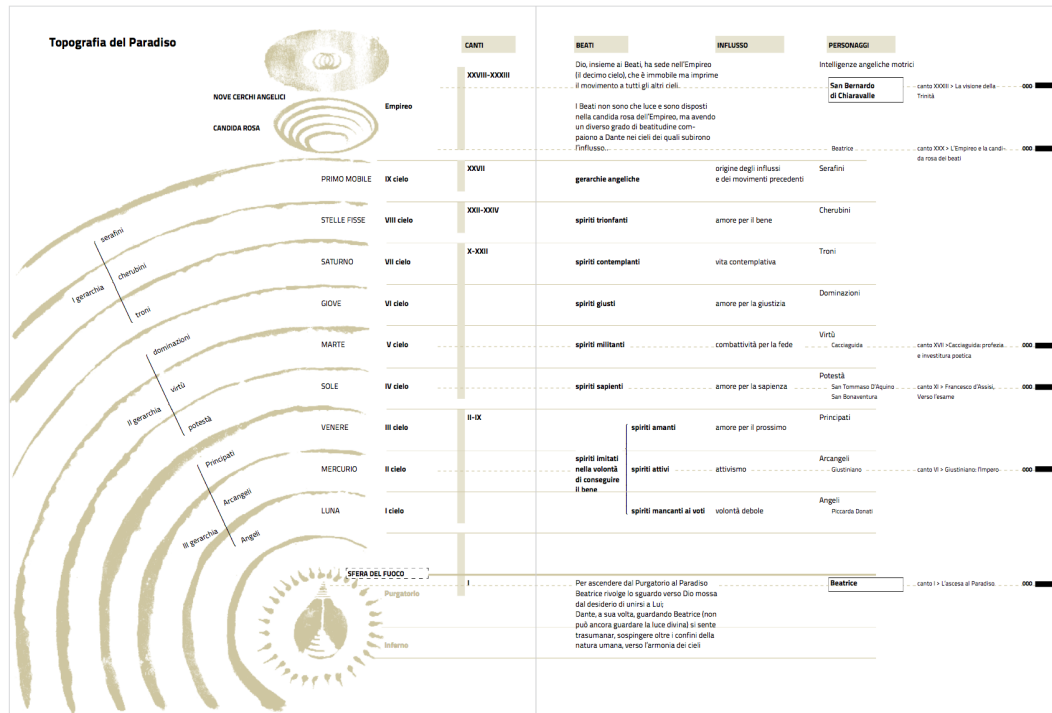 Topografia del Paradiso
CANTI
BEATI
INFLUSSO
PERSONAGGI
NOVE CERCHI ANGELICI
CANDIDA ROSA
Empireo
XXVIII-XXXIII
Dio, insieme ai Beati, ha sede nell'Empireo
(il decimo cielo), che è immobile ma imprime
il movimento a tutti gli altri cieli.
I Beati non sono che luce e sono disposti
nella candida rosa dell'Empireo, ma avendo
un diverso grado di beatitudine com-
paiono a Dante nei cieli dei quali subirono
l'influsso..
Intelligenze angeliche motrici
San Bernardo
di Chiaravalle
canto XXXIII > La visione della
Trinità
000
Beatrice
canto XXX > L'Empireo e la candi-
da rosa dei beati
000
PRIMO MOBILE
IX cielo
XXVII
gerarchie angeliche
origine degli influssi
e dei movimenti precedenti
Serafini
STELLE FISSE
VIII cielo
XXII-XXIV
spiriti trionfanti
amore per il bene
Cherubini
SATURNO
VII cielo
X-XXII
spiriti contemplanti
vita contemplativa
Troni
GIOVE
VI cielo
spiriti giusti
amore per la giustizia
Dominazioni
MARTE
V cielo
spiriti militanti
combattività per la fede
Virtù
Cacciaguida
canto XVII >Cacciaguida: profezia
e investitura poetica
000
SOLE
IV cielo
spiriti sapienti
amore per la sapienza
Potestà
San Tommaso D'Aquino
San Bonaventura
canto XI > Francesco d'Assisi,
Verso l'esame
000
VENERE
III cielo
II-IX
spiriti amanti
amore per il prossimo
Principati
spiriti imitati
nella volontà
di conseguire
il bene
MERCURIO
II cielo
spiriti attivi
attivismo
Arcangeli
Giustiniano
canto VI > Giustiniano: l'Impero
000
LUNA
I cielo
spiriti mancanti ai voti
volontà debole
Angeli
Piccarda Donati
serafini
I gerarchia
cherubini
troni
dominazioni
II gerarchia
virtù
potestà
Principati
Arcangeli
III gerarchia
Angeli
SFERA DEL FUOCO
Purgatorio
Inferno
I
Per ascendere dal Purgatorio al Paradiso
Beatrice rivolge lo sguardo verso Dio mossa
dal desiderio di unirsi a Lui;
Dante, a sua volta, guardando Beatrice (non
può ancora guardare la luce divina) si sente
trasumanar, sospingere oltre i confini della
natura umana, verso l'armonia dei cieli
Beatrice
canto I > L'ascesa al Paradiso
000